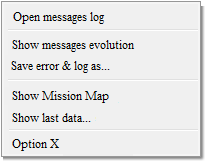 Open messages log
Show messages evolution
Save error & log as...
Show Mission Map
Show last data...
Option X